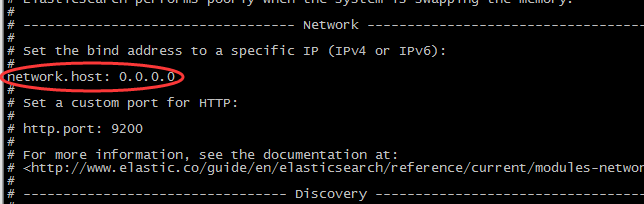 # Elasticsearch performs poorly when the system is swapping the memory.
#
# ---------------------------------- Network -----------------------------------
#
# Set the bind address to a specific IP (IPv4 or IPv6):
#
network.host: 0.0.0.0
#
# Set a custom port for HTTP:
#
# http.port: 9200
#
# For more information, see the documentation at:
# <http://www.elastic.co/guide/en/elasticsearch/reference/current/modules-networ
#
# --------------------------------- Discovery ----------------------------------
#